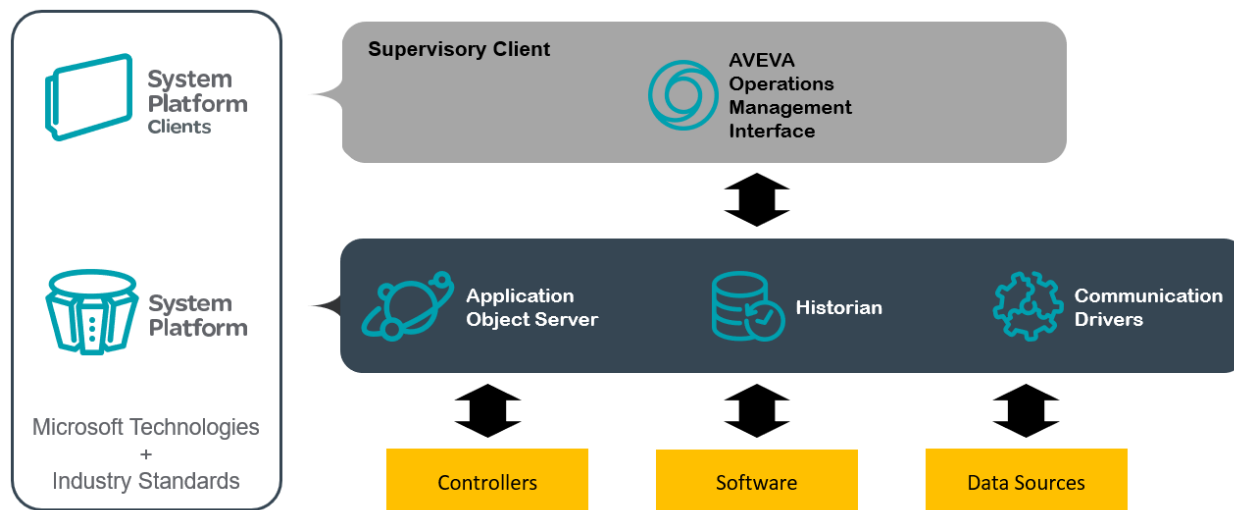 System
Platform
Clients
System
Platform
Microsoft Technologies
+
Industry Standards
Supervisory Client
AVEVA
Operations
Management
Interface
Application
Object Server
Historian
Communication
Drivers
Controllers
Software
Data Sources